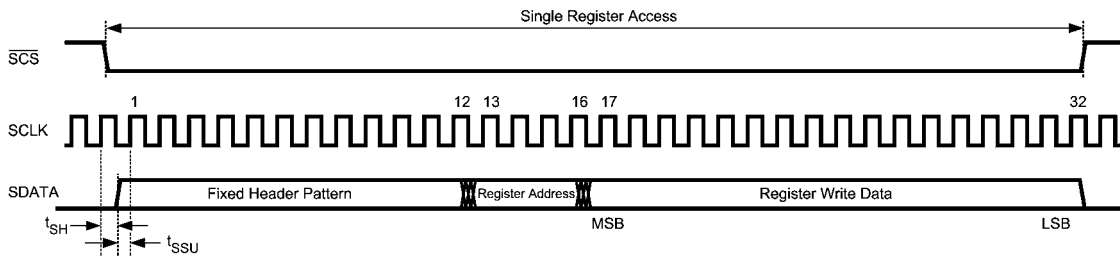 Single Register Access
SCS
1 12 13 16 17 32
SCLK
SDATA Fixed Header Pattern Register Address Register Write Data
tSH MSB LSB
tSSU